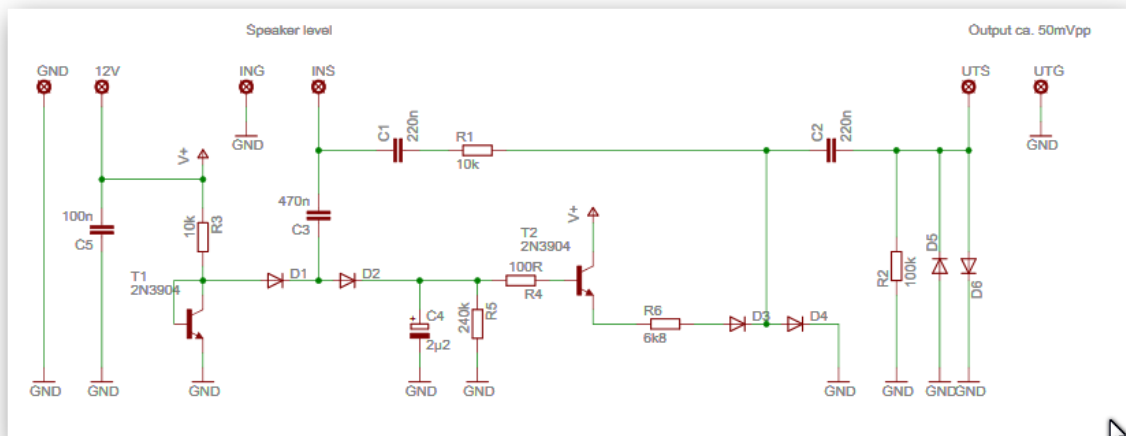 Speaker level
Output ca. 50mVpp
GND
12V
ING
INS
UTS
UTG
C1
220n
R1
10k
C2
220n
GND
GND
V+
100n
C5
10k
R3
470n
C3
V+
T1
2N3904
D1
D2
T2
2N3904
100R
R4
R2
100k
D5
D6
C4
+
2µ2
240k
R5
R6
6k8
D3
D4
GND
GND
GND
GND
GND
GND
GND
GND
GND